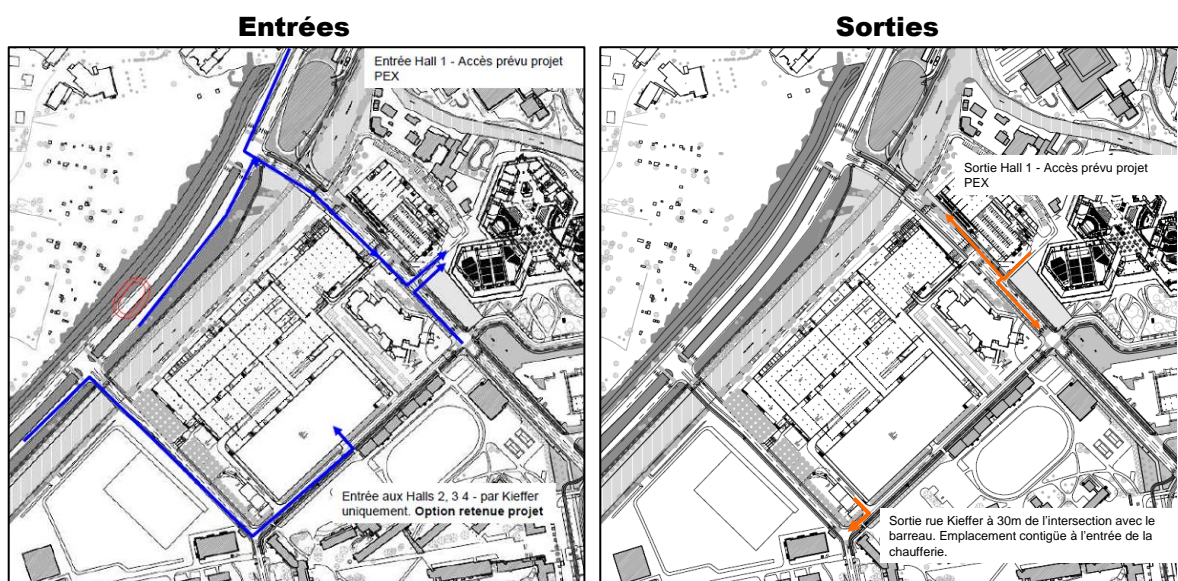 Entrées
Entrée Hall 1 - Accès prévu projet
PEX
Entrée aux Halls 2, 3 4 - par Kieffer
uniquement. Option retenue projet
Sorties
Sortie Hall 1 - Accès prévu projet
PEX
Sortie rue Kieffer à 30m de l'intersection avec le
barreau. Emplacement contigüe à l'entrée de la
chaufferie.